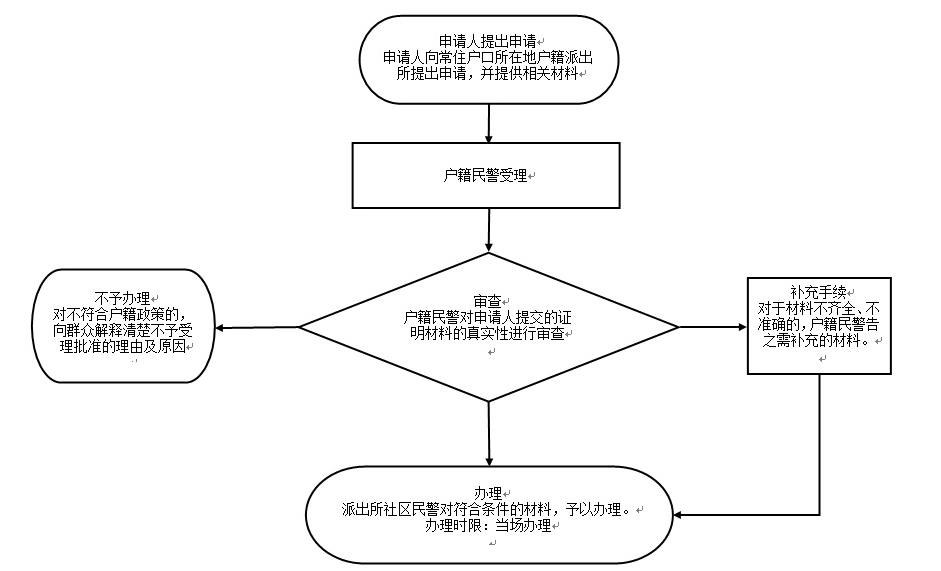 申请人提出申请
申请人向常住户口所在地户籍派出
所提出申请，并提供相关材料
户籍民警受理
审查
户籍民警对申请人提交的证
明材料的真实性进行审查
不予办理
对不符合户籍政策的，
向群众解释清楚不予受
理批准的理由及原因
补充手续
对于材料不齐全、不
准确的，户籍民警告
之需补充的材料。
办理
派出所社区民警对符合条件的材料，予以办理。
办理时限：当场办理